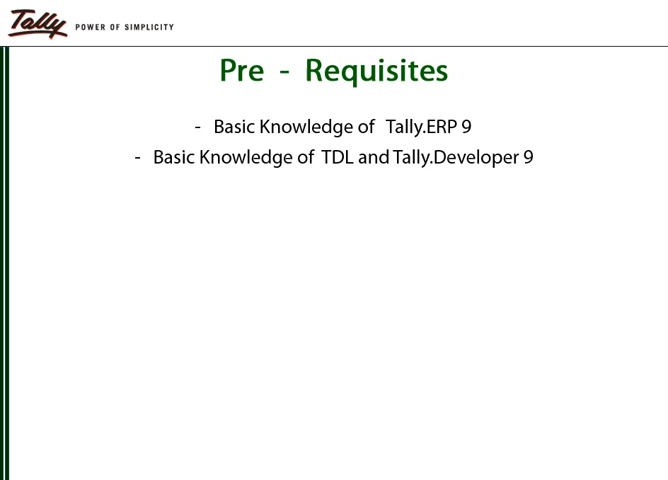 Tally POWER OF SIMPLICITY
Pre - Requisites
- Basic Knowledge of Tally.ERP 9
- Basic Knowledge of TDL and Tally.Developer 9